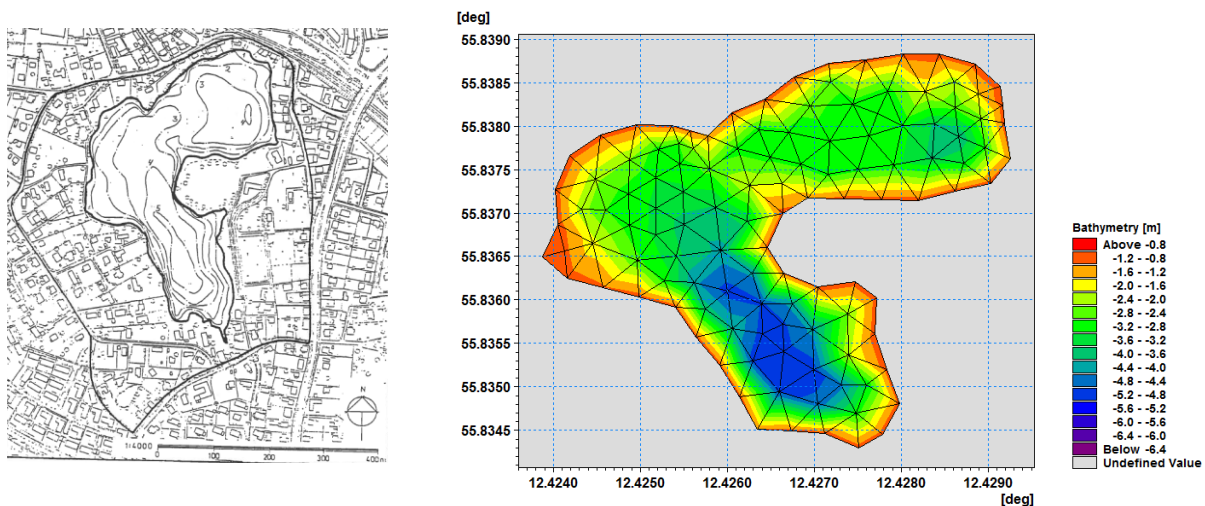 [deg]
55.8390
55.8385
55.8380
55.8375
55.8370
55.8365
55.8360
55.8355
55.8350
55.8345
12.4240 12.4250 12.4260 12.4270 12.4280 12.4290
[deg]
Bathymetry [m]
Above -0.8
-1.2 - -0.8
-1.6 - -1.2
-2.0 - -1.6
-2.4 - -2.0
-2.8 - -2.4
-3.2 - -2.8
-3.6 - -3.2
-4.0 - -3.6
-4.4 - -4.0
-4.8 - -4.4
-5.2 - -4.8
-5.6 - -5.2
-6.0 - -5.6
-6.4 - -6.0
Below -6.4
Undefined Value
3
4
5
N
1:4000
0 100 200 300 400